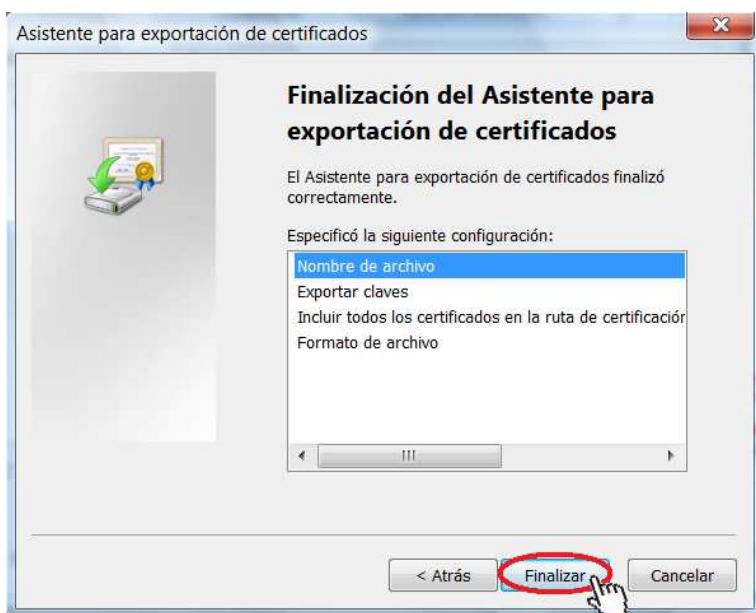 Asistente para exportación de certificados
Finalización del Asistente para
exportación de certificados
El Asistente para exportación de certificados finalizó
correctamente.
Especificó la siguiente configuración:
Nombre de archivo
Exportar claves
Incluir todos los certificados en la ruta de certificación
Formato de archivo
< Atrás
Finalizar
Cancelar